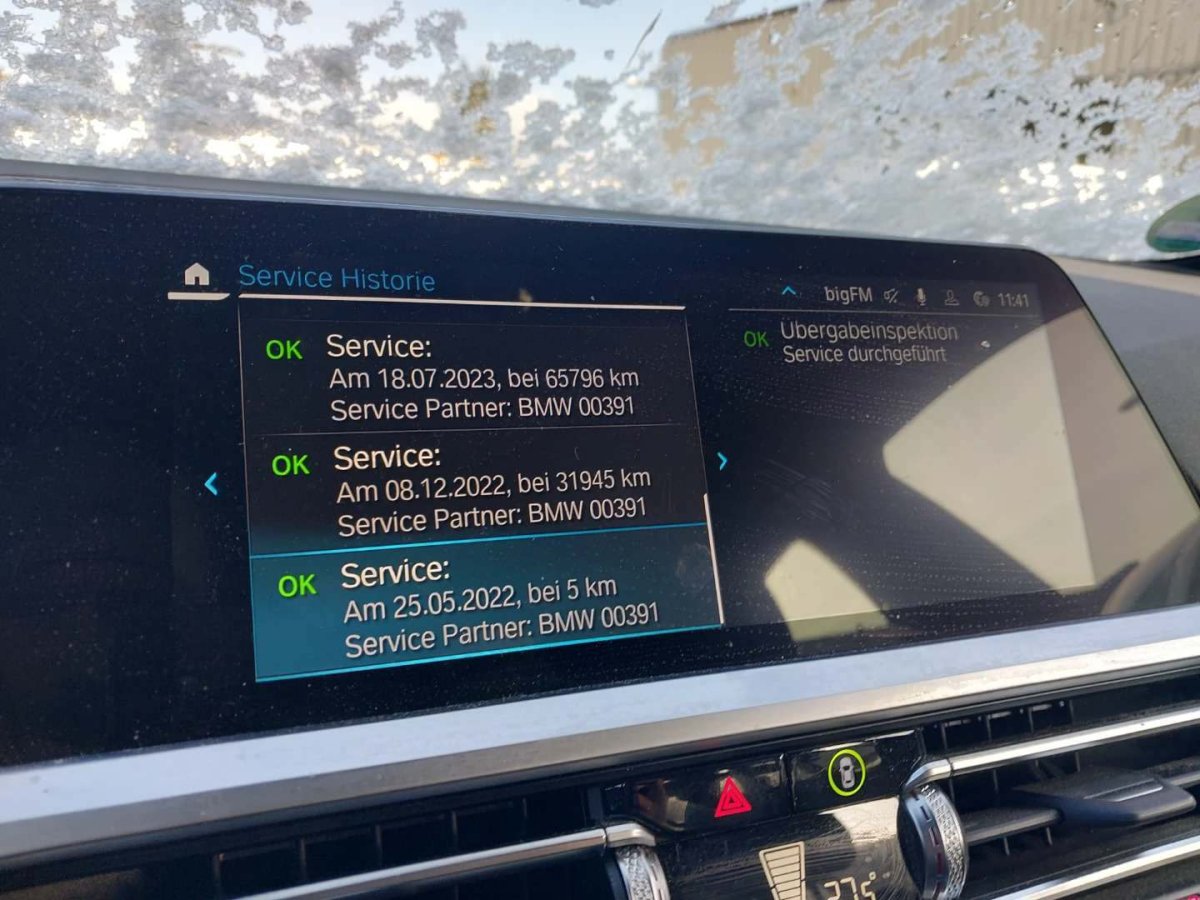 Service Historie
bigFM 11:41
OK Service:
Am 18.07.2023, bei 65796 km
Service Partner: BMW 00391
OK Service:
Am 08.12.2022, bei 31945 km
Service Partner: BMW 00391
OK Service:
Am 25.05.2022, bei 5 km
Service Partner: BMW 00391
OK Übergabeinspektion
Service durchgeführt
27.5°